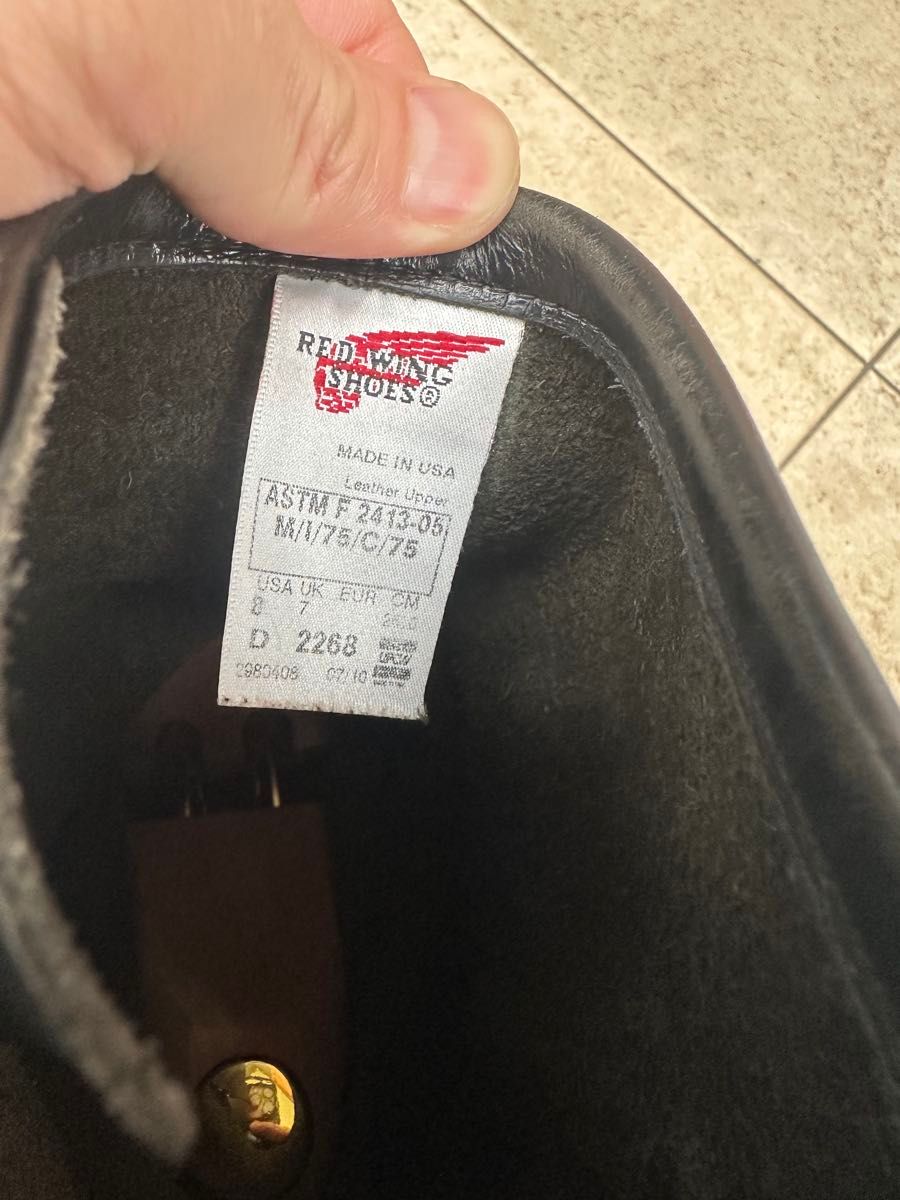 RED WING
SHOES®
MADE IN USA
Leather Upper
ASTM F 2413-05
M/I/75/C/75
USA UK EUR CM
8 7
D 2268
2980408 07/10